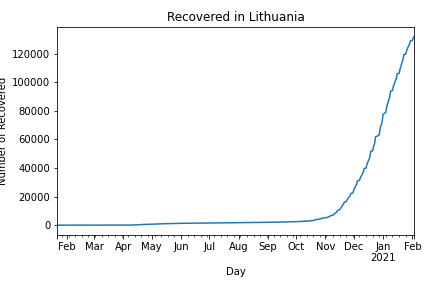 Recovered in Lithuania
Number of Recovered
120000
100000
80000
60000
40000
20000
0
Feb Mar Apr May Jun Jul Aug Sep Oct Nov Dec Jan Feb
2021
Day